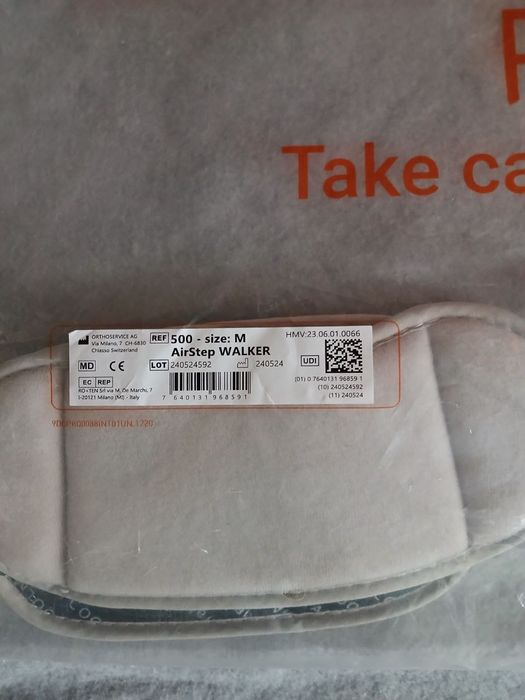 Take ca
ORTHOSERVICE AG
Via Milano, 7 CH-6830
Chiasso Switzerland
REF 500 - size: M
AirStep WALKER
HMV:23.06.01.0066
MD CE
LOT 240524592
240524
UDI
EC REP
RO+TEN Srl via M. De Marchi, 7
I-20121 Milano (MI) - Italy
7 640131 968591
(01) 0 7640131 96859 1
(10) 240524592
(11) 240524